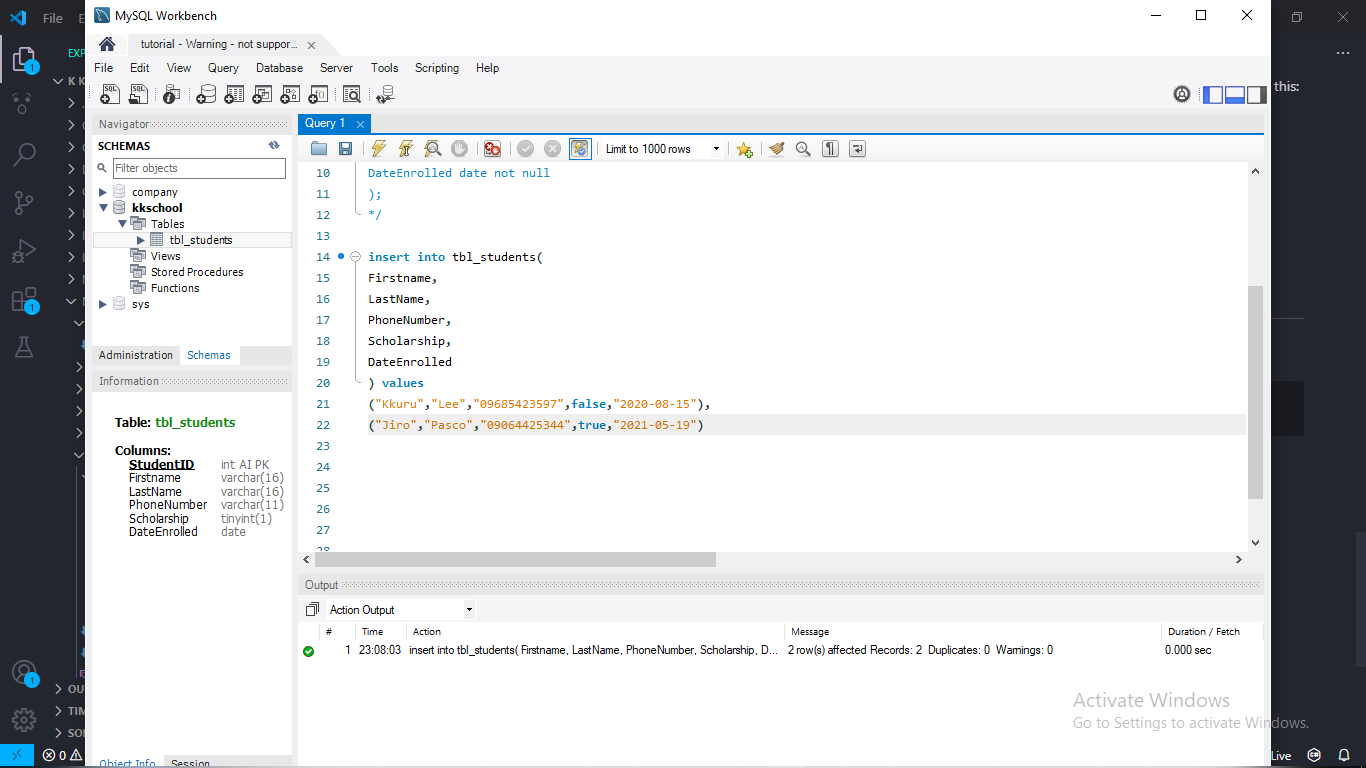 File
MySQL Workbench
tutorial - Warning - not suppor...
File Edit View Query Database Server Tools Scripting Help
this:
Navigator
Query 1
SCHEMAS
Filter objects
Limit to 1000 rows
company
kkschool
Tables
tbl_students
Views
Stored Procedures
Functions
sys
Administration Schemas
Information
Table: tbl_students
Columns:
StudentID int AI PK
Firstname varchar(16)
LastName varchar(16)
PhoneNumber varchar(11)
Scholarship tinyint(1)
DateEnrolled date
Object Info Session
10 DateEnrolled date not null
11 );
12 */
13
14 insert into tbl_students(
15 Firstname,
16 LastName,
17 PhoneNumber,
18 Scholarship,
19 DateEnrolled
20 ) values
21 ("Kkuru","Lee","09685423597",false,"2020-08-15"),
22 ("Jiro","Pasco","09064425344",true,"2021-05-19")
23
24
25
26
27
28
Output
Action Output
# Time Action Message Duration / Fetch
1 23:08:03 insert into tbl_students( Firstname, LastName, PhoneNumber, Scholarship, D... 2 row(s) affected Records: 2 Duplicates: 0 Warnings: 0 0.000 sec
Activate Windows
Go to Settings to activate Windows.
0
Live